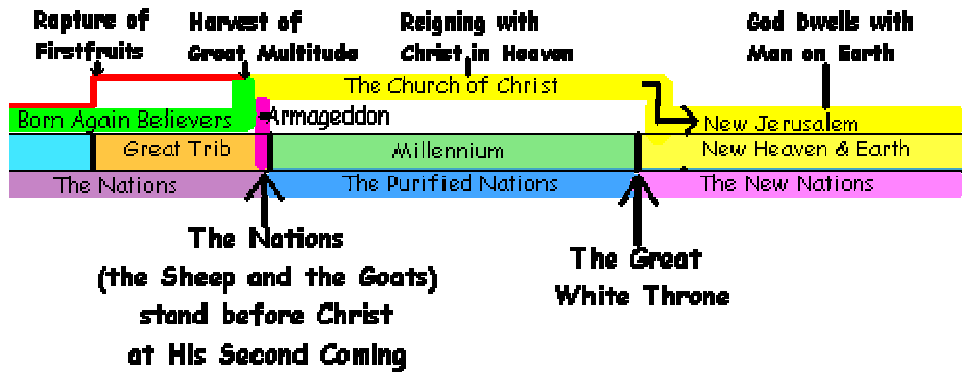 Rapture of
Firstfruits
Harvest of
Great Multitude
Reigning with
Christ in Heaven
God Dwells with
Man on Earth
The Church of Christ
Born Again Believers
Armageddon
New Jerusalem
Great Trib
Millennium
New Heaven & Earth
The Nations
The Purified Nations
The New Nations
The Nations
(the Sheep and the Goats)
stand before Christ
at His Second Coming
The Great
White Throne